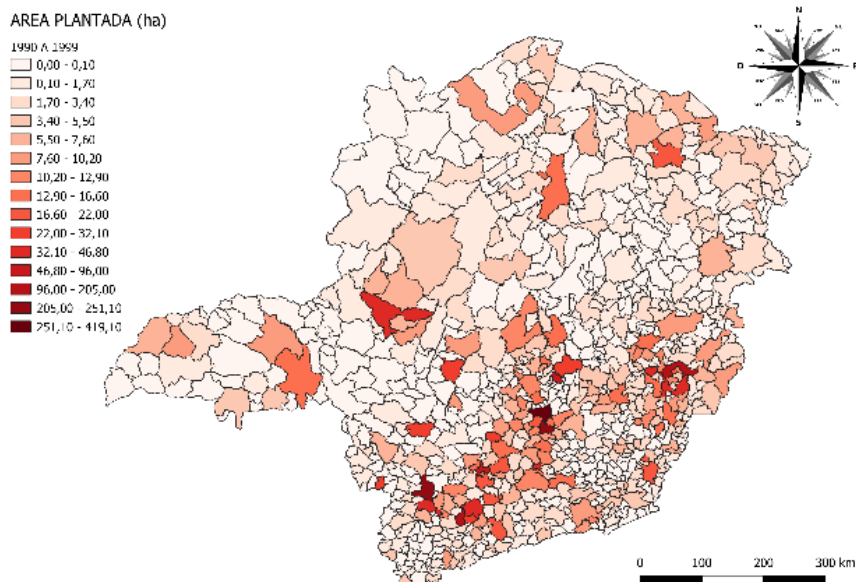 AREA PLANTADA (ha)
1990 A 1999
0,00 - 0,10
0,10 - 1,70
1,70 - 3,40
3,40 - 5,50
5,50 - 7,60
7,60 - 10,20
10,20 - 12,90
12,90 - 16,60
16,60 - 22,00
22,00 - 32,10
32,10 - 46,80
46,80 - 96,00
96,00 - 205,00
205,00 - 251,10
251,10 - 419,10
N
O
E
S
0 100 200 300 km